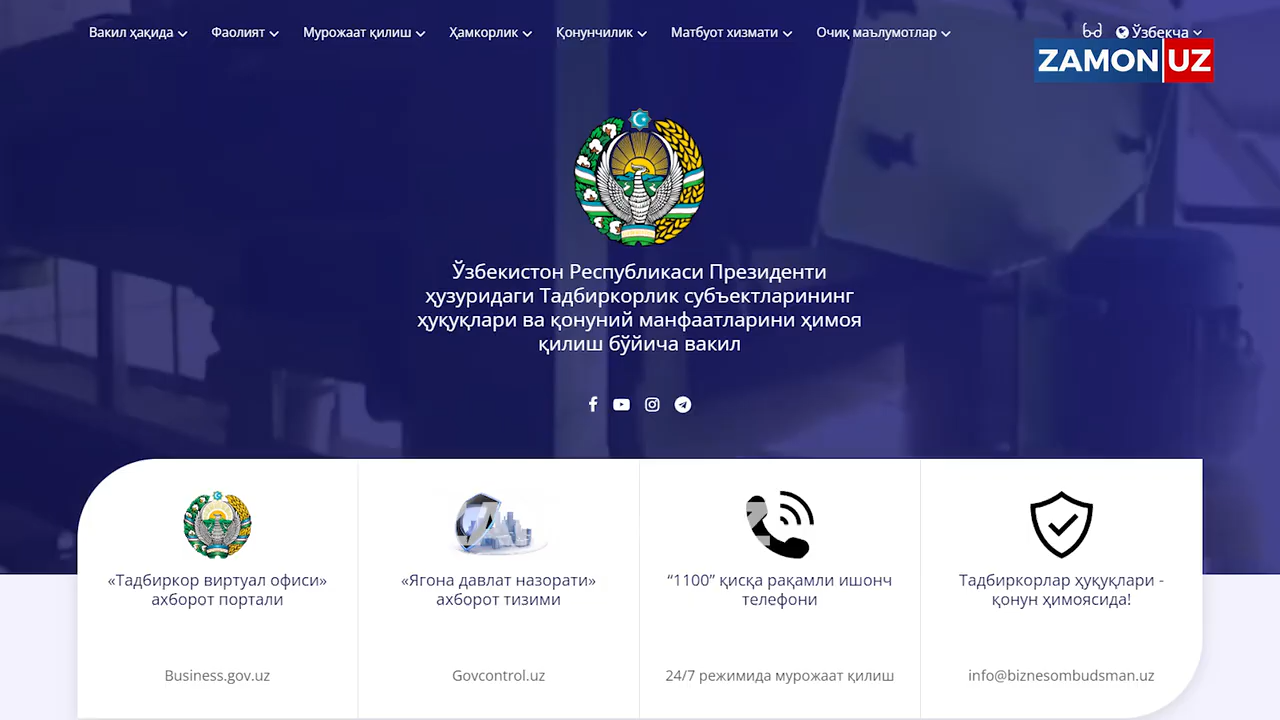 Вакил ҳақида
Фаолият
Мурожаат қилиш
Ҳамкорлик
Қонунчилик
Матбуот хизмати
Очиқ маълумотлар
Ўзбекча
ZAMON UZ
Ўзбекистон Республикаси Президенти
ҳузуридаги Тадбиркорлик субъектларининг
ҳуқуқлари ва қонуний манфаатларини ҳимоя
қилиш бўйича вакил
«Тадбиркор виртуал офиси»
ахборот портали
Business.gov.uz
«Ягона давлат назорати»
ахборот тизими
Govcontrol.uz
“1100” қисқа рақамли ишонч
телефони
24/7 режимида мурожаат қилиш
Тадбиркорлар ҳуқуқлари -
қонун ҳимоясида!
info@biznesombudsman.uz